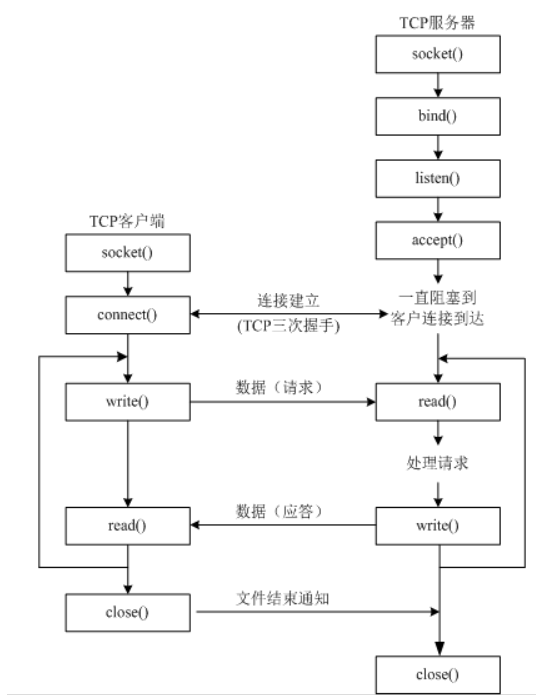 TCP服务器
socket()
bind()
listen()
accept()
TCP客户端
socket()
connect()
连接建立
(TCP三次握手)
一直阻塞到
客户连接到达
write()
数据（请求）
read()
处理请求
read()
数据（应答）
write()
close()
文件结束通知
close()